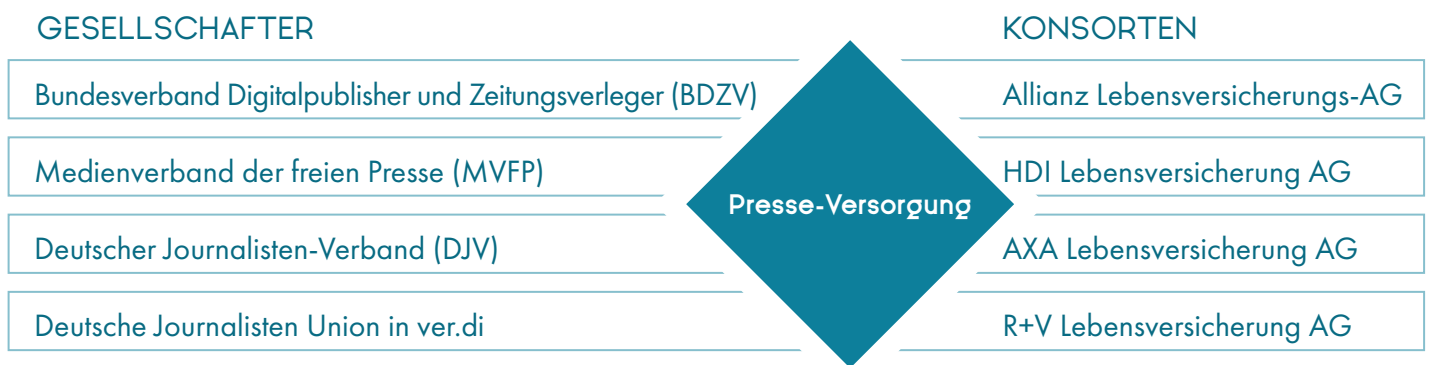 GESELLSCHAFTER
Bundesverband Digitalpublisher und Zeitungsverleger (BDZV)
Medienverband der freien Presse (MVFP)
Deutscher Journalisten-Verband (DJV)
Deutsche Journalisten Union in ver.di
Presse-Versorgung
KONSORTEN
Allianz Lebensversicherungs-AG
HDI Lebensversicherung AG
AXA Lebensversicherung AG
R+V Lebensversicherung AG